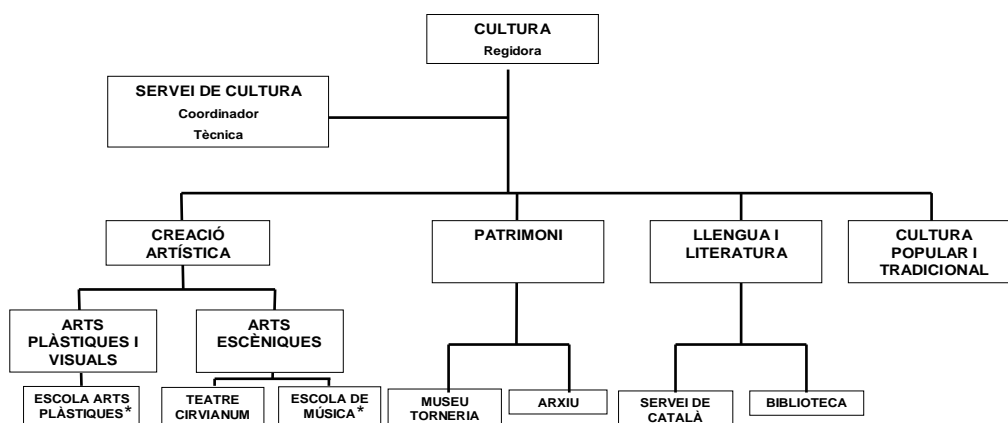 CULTURA
Regidora
SERVEI DE CULTURA
Coordinador
Tècnica
CREACIÓ
ARTÍSTICA
PATRIMONI
LLENGUA I
LITERATURA
CULTURA
POPULAR I
TRADICIONAL
ARTS
PLÀSTIQUES I
VISUALS
ARTS
ESCÈNIQUES
ESCOLA ARTS
PLÀSTIQUES*
TEATRE
CIRVIANUM
ESCOLA DE
MÚSICA*
MUSEU
TORNERIA
ARXIU
SERVEI DE
CATALÀ
BIBLIOTECA